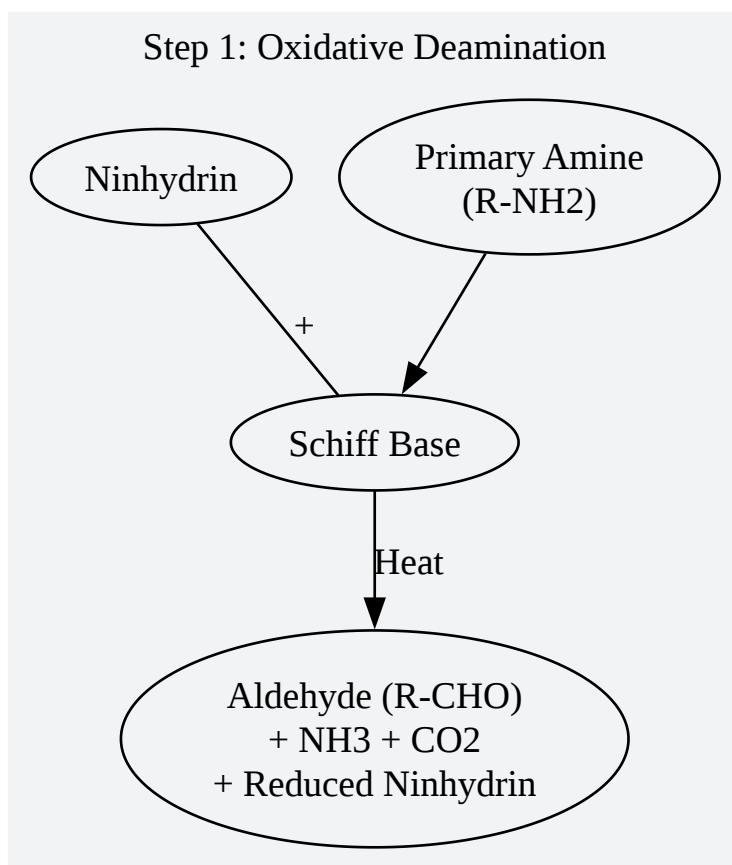 Step 1: Oxidative Deamination
Ninhydrin
Primary Amine
(R-NH2)
+
Schiff Base
Heat
Aldehyde (R-CHO)
+ NH3 + CO2
+ Reduced Ninhydrin